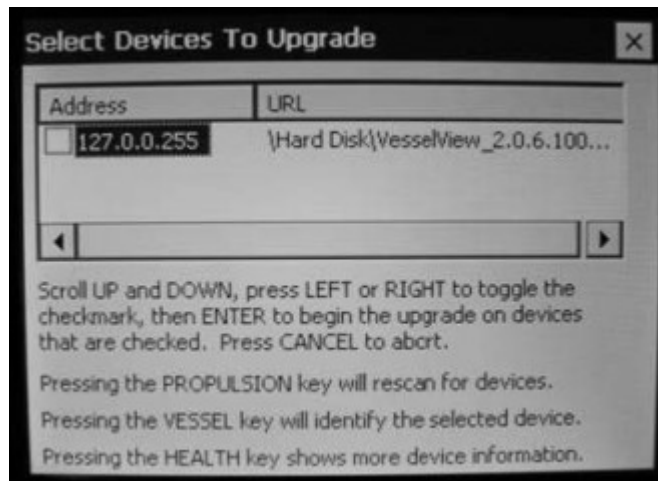 Select Devices To Upgrade
Address URL
127.0.0.255 \Hard Disk\VesselView_2.0.6.100...
Scroll UP and DOWN, press LEFT or RIGHT to toggle the
checkmark, then ENTER to begin the upgrade on devices
that are checked. Press CANCEL to abort.
Pressing the PROPULSION key will rescan for devices.
Pressing the VESSEL key will identify the selected device.
Pressing the HEALTH key shows more device information.